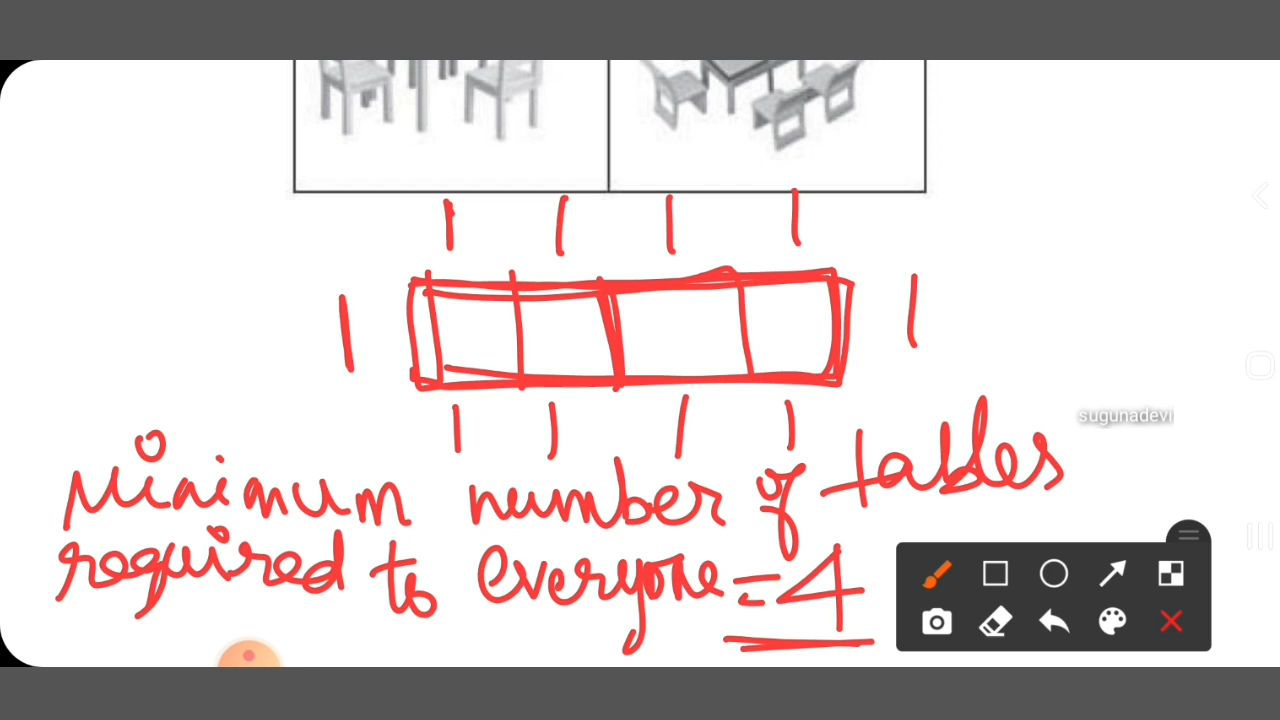 sugunadevi
Minimum number of tables
required to everyone = 4